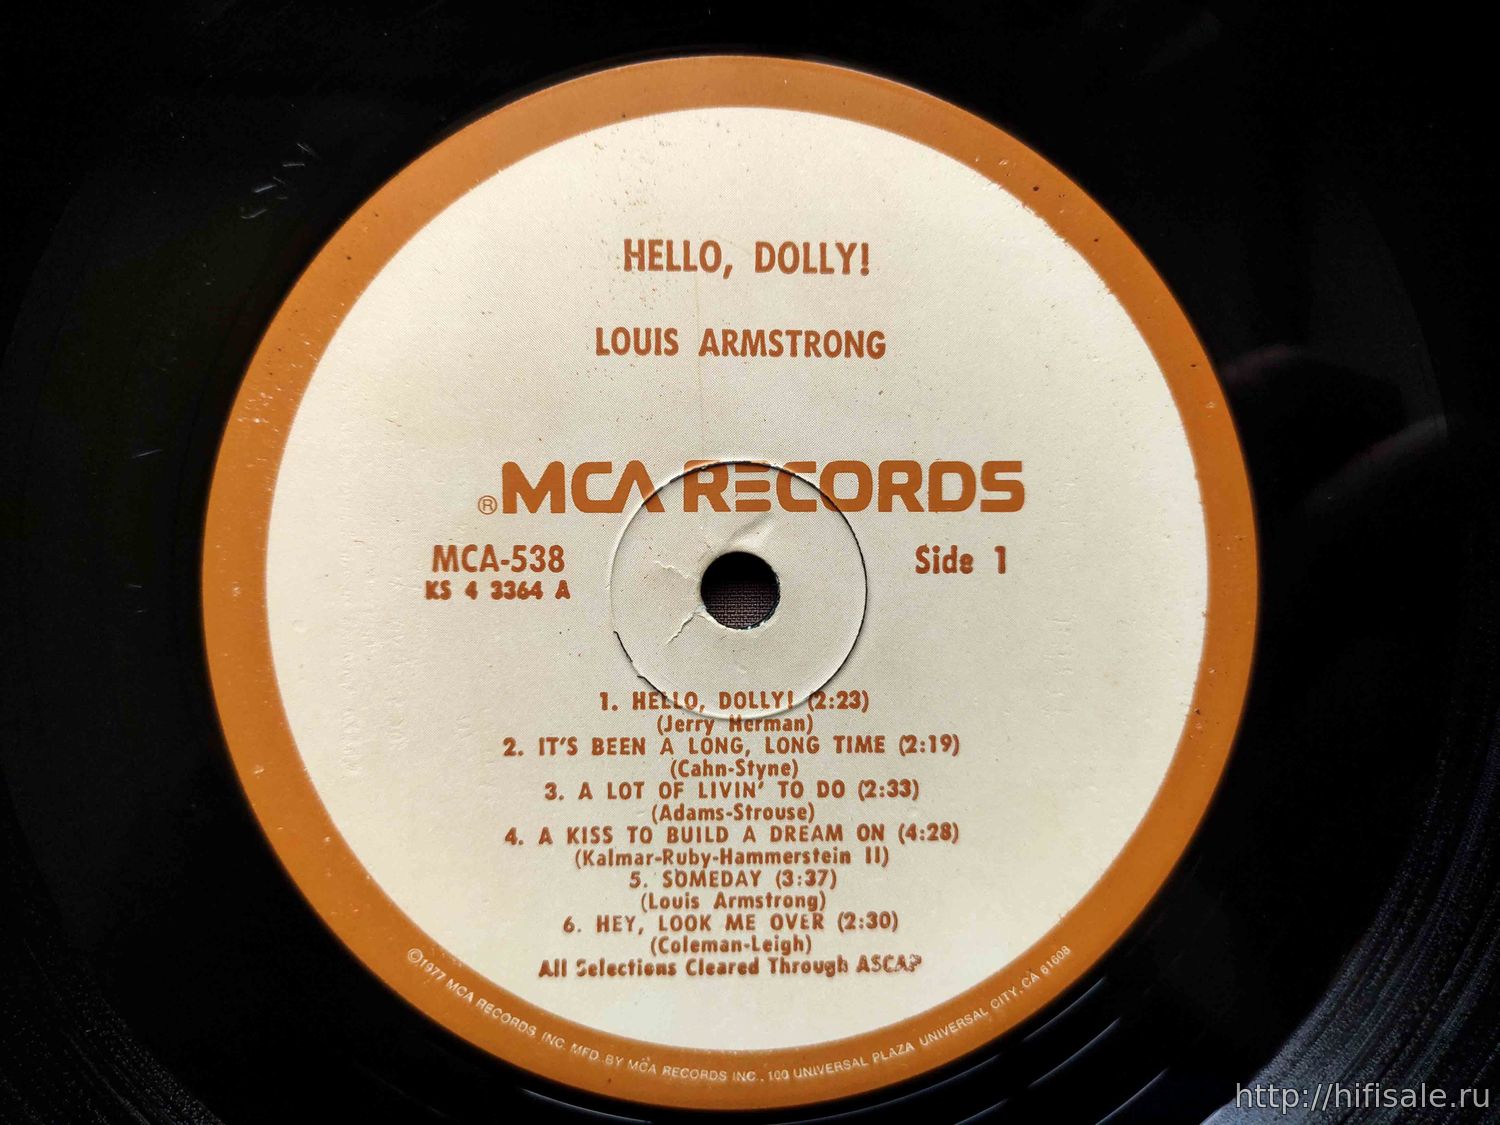 HELLO, DOLLY!
LOUIS ARMSTRONG
®MCA RECORDS
MCA-538
KS 4 3364 A
Side 1
1. HELLO, DOLLY! (2:23)
(Jerry Herman)
2. IT'S BEEN A LONG, LONG TIME (2:19)
(Cahn-Styne)
3. A LOT OF LIVIN' TO DO (2:33)
(Adams-Strouse)
4. A KISS TO BUILD A DREAM ON (4:28)
(Kalmar-Ruby-Hammerstein II)
5. SOMEDAY (3:37)
(Louis Armstrong)
6. HEY, LOOK ME OVER (2:30)
(Coleman-Leigh)
All Selections Cleared Through ASCAP
©1977 MCA RECORDS INC. MFD. BY MCA RECORDS INC., 100 UNIVERSAL PLAZA UNIVERSAL CITY, CA 61608
http://hifisale.ru